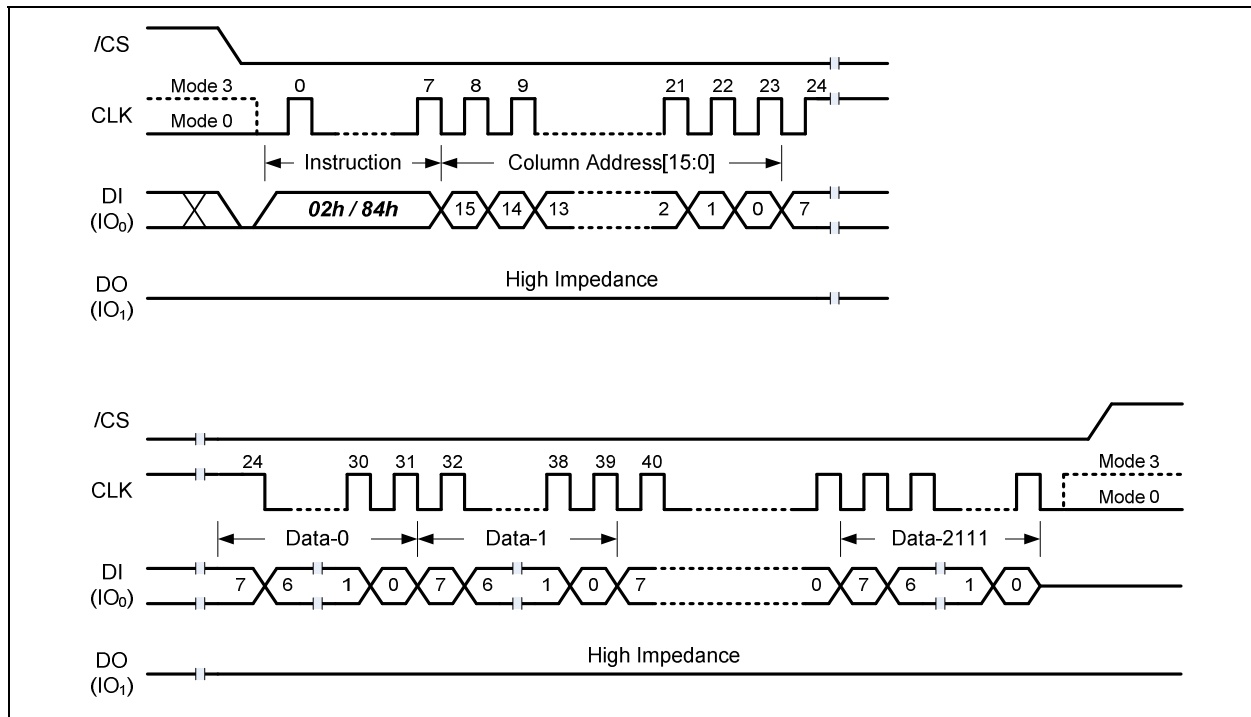 /CS
Mode 3 0 7 8 9 21 22 23 24
CLK
Mode 0
Instruction Column Address[15:0]
DI
(IO₀)
02h / 84h 15 14 13 2 1 0 7
High Impedance
DO
(IO₁)
/CS
24 30 31 32 38 39 40 Mode 3
CLK
Mode 0
Data-0 Data-1 Data-2111
DI
(IO₀)
7 6 1 0 7 6 1 0 7 0 7 6 1 0
High Impedance
DO
(IO₁)